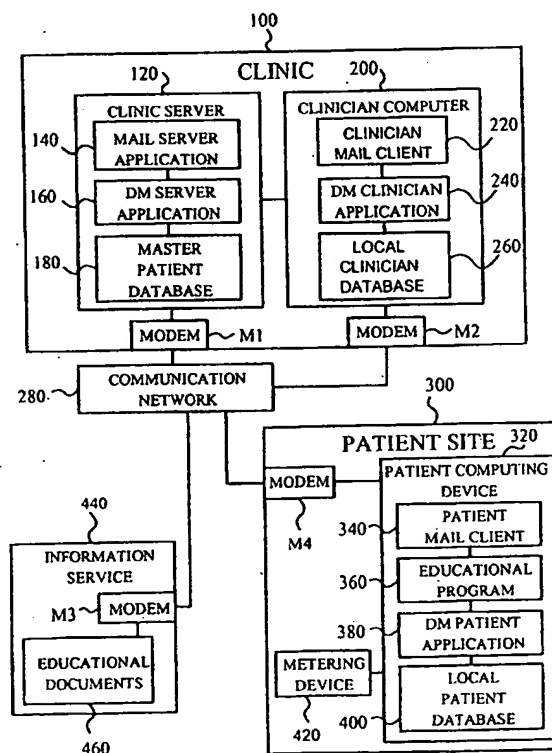 100
CLINIC
120
200
CLINIC SERVER
140
MAIL SERVER
APPLICATION
160
DM SERVER
APPLICATION
180
MASTER
PATIENT
DATABASE
CLINICIAN COMPUTER
CLINICIAN
MAIL CLIENT
220
DM CLINICIAN
APPLICATION
240
LOCAL
CLINICIAN
DATABASE
260
MODEM
M1
MODEM
M2
280
COMMUNICATION
NETWORK
300
PATIENT SITE
320
MODEM
M4
PATIENT COMPUTING
DEVICE
340
PATIENT
MAIL CLIENT
360
EDUCATIONAL
PROGRAM
380
DM PATIENT
APPLICATION
400
LOCAL
PATIENT
DATABASE
METERING
DEVICE
420
440
INFORMATION
SERVICE
M3
MODEM
EDUCATIONAL
DOCUMENTS
460